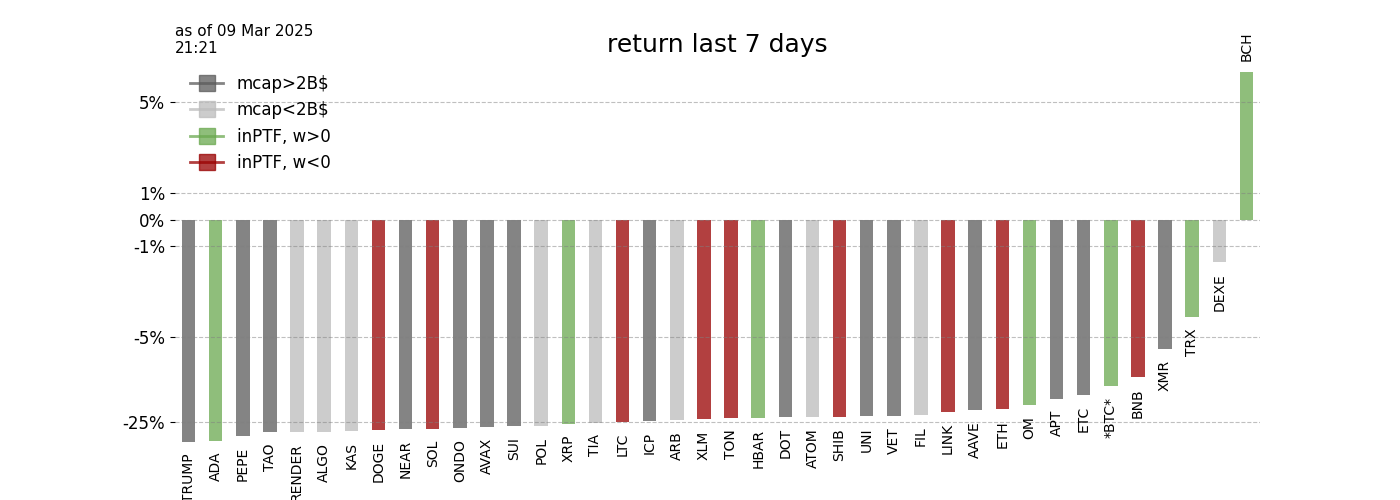 as of 09 Mar 2025
21:21
return last 7 days
mcap>2B$
mcap<2B$
inPTF, w>0
inPTF, w<0
5%
1%
0%
-1%
-5%
-25%
TRUMP
ADA
PEPE
TAO
RENDER
ALGO
KAS
DOGE
NEAR
SOL
ONDO
AVAX
SUI
POL
XRP
TIA
LTC
ICP
ARB
XLM
TON
HBAR
DOT
ATOM
SHIB
UNI
VET
FIL
LINK
AAVE
ETH
OM
APT
ETC
*BTC*
BNB
XMR
TRX
DEXE
BCH